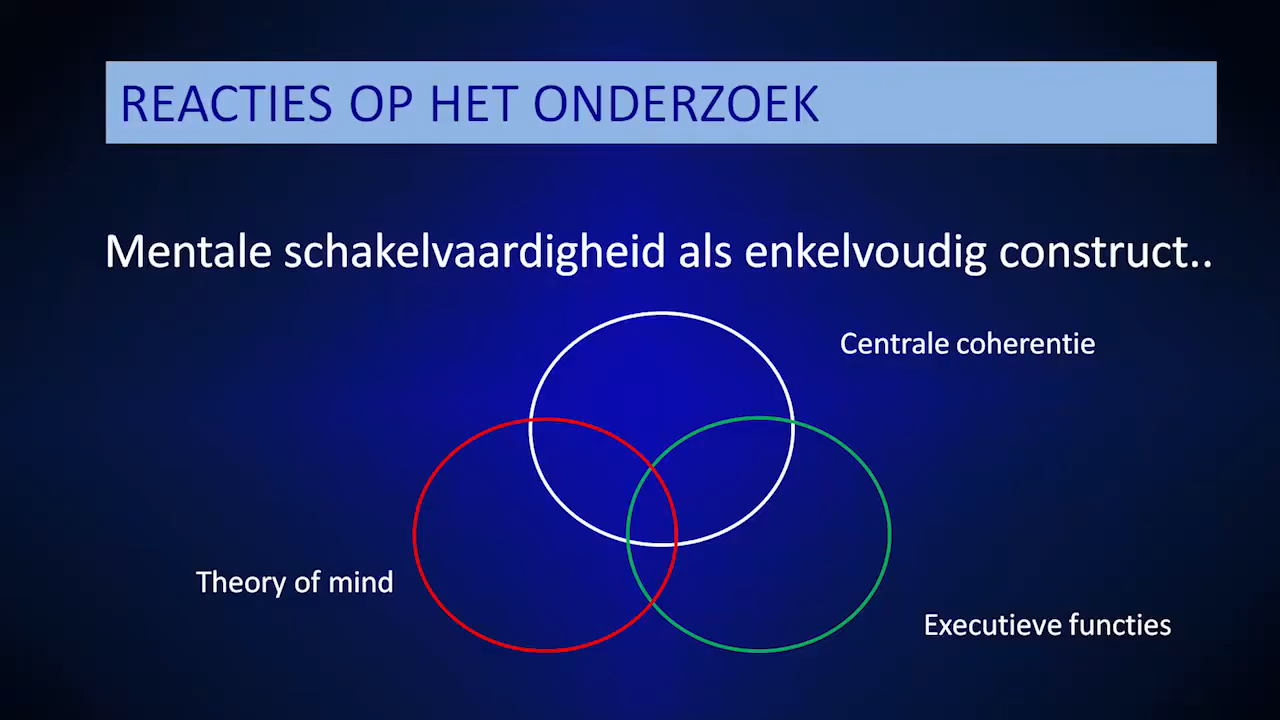 REACTIES OP HET ONDERZOEK
Mentale schakelvaardigheid als enkelvoudig construct..
Centrale coherentie
Theory of mind
Executieve functies